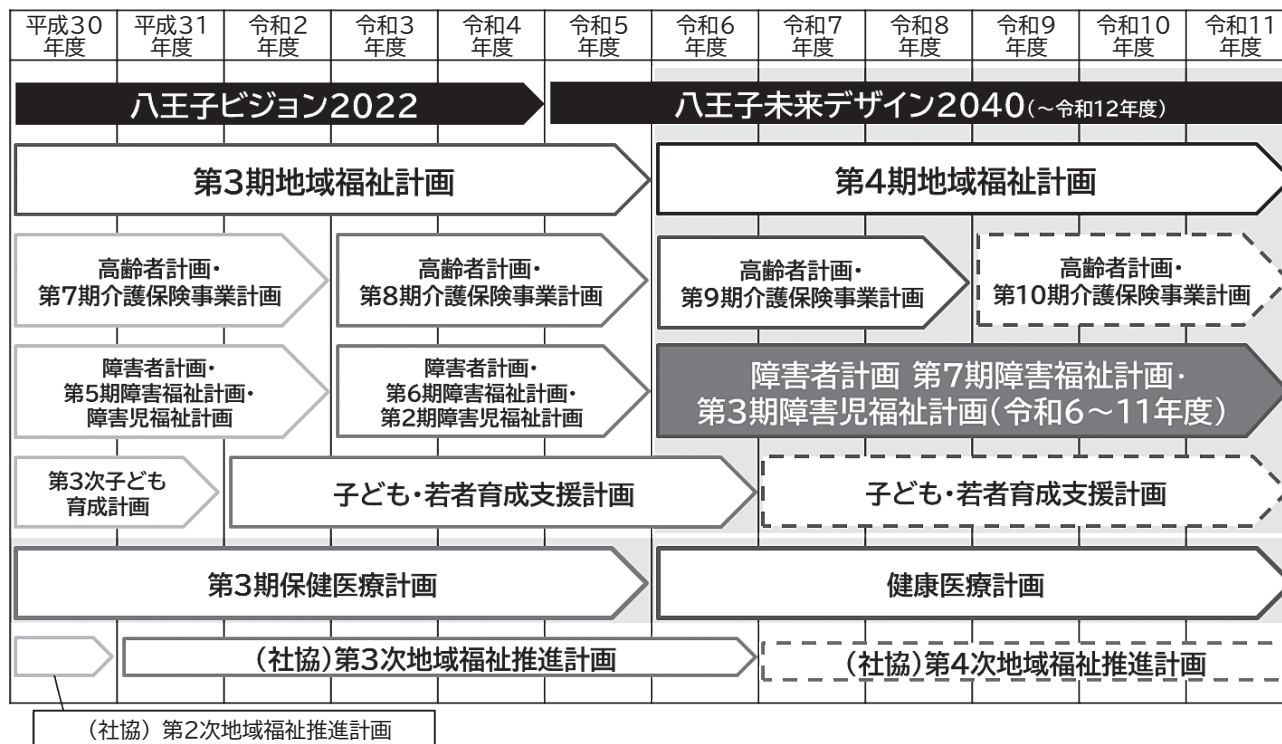 平成30
年度
平成31
年度
令和2
年度
令和3
年度
令和4
年度
令和5
年度
令和6
年度
令和7
年度
令和8
年度
令和9
年度
令和10
年度
令和11
年度
八王子ビジョン2022
八王子未来デザイン2040(~令和12年度)
第3期地域福祉計画
第4期地域福祉計画
高齢者計画・
第7期介護保険事業計画
高齢者計画・
第8期介護保険事業計画
高齢者計画・
第9期介護保険事業計画
高齢者計画・
第10期介護保険事業計画
障害者計画・
第5期障害福祉計画・
障害児福祉計画
障害者計画・
第6期障害福祉計画・
第2期障害児福祉計画
障害者計画 第7期障害福祉計画・
第3期障害児福祉計画(令和6~11年度)
第3次子ども
育成計画
子ども・若者育成支援計画
子ども・若者育成支援計画
第3期保健医療計画
健康医療計画
(社協)第3次地域福祉推進計画
(社協)第4次地域福祉推進計画
(社協) 第2次地域福祉推進計画